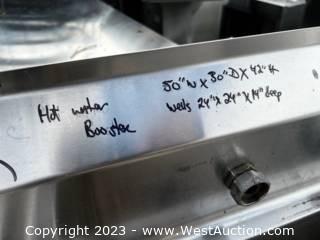 Hot water
Booster
50" W X 30" D X 42" H
Wells 24" X 24" X 14" deep
Copyright 2023 - www.WestAuction.com